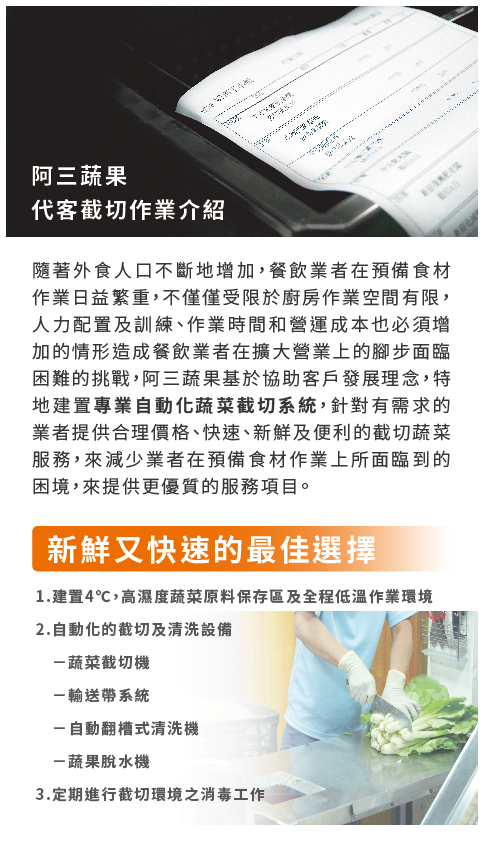 阿三蔬果
代客截切作業介紹
隨著外食人口不斷地增加，餐飲業者在預備食材
作業日益繁重，不僅僅受限於廚房作業空間有限，
人力配置及訓練、作業時間和營運成本也必須增
加的情形造成餐飲業者在擴大營業上的腳步面臨
困難的挑戰，阿三蔬果基於協助客戶發展理念，特
地建置專業自動化蔬菜截切系統，針對有需求的
業者提供合理價格、快速、新鮮及便利的截切蔬菜
服務，來減少業者在預備食材作業上所面臨到的
困境，來提供更優質的服務項目。
新鮮又快速的最佳選擇
1.建置4℃，高濕度蔬菜原料保存區及全程低溫作業環境
2.自動化的截切及清洗設備
－蔬菜截切機
－輸送帶系統
－自動翻槽式清洗機
－蔬果脫水機
3.定期進行截切環境之消毒工作